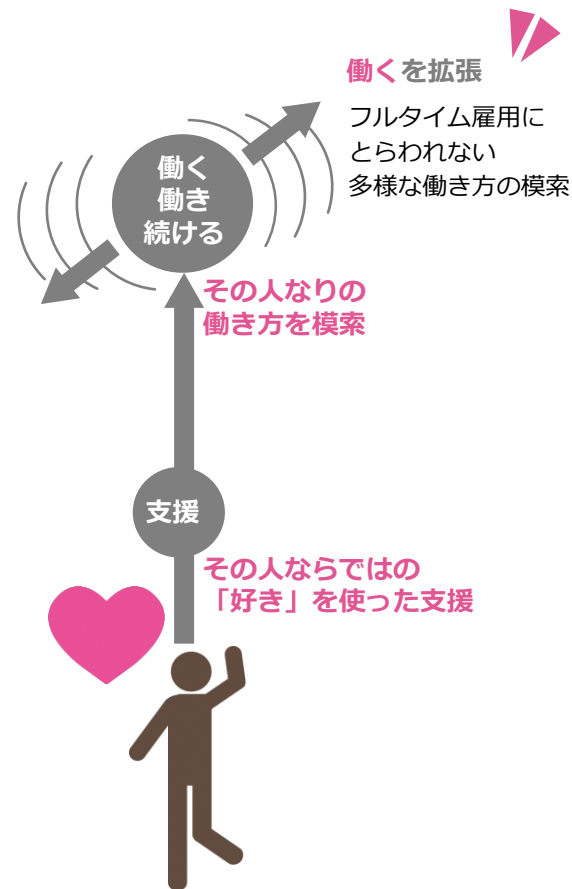 働くを拡張
フルタイム雇用に
とらわれない
多様な働き方の模索
働く
働き
続ける
その人なりの
働き方を模索
支援
その人ならではの
「好き」を使った支援